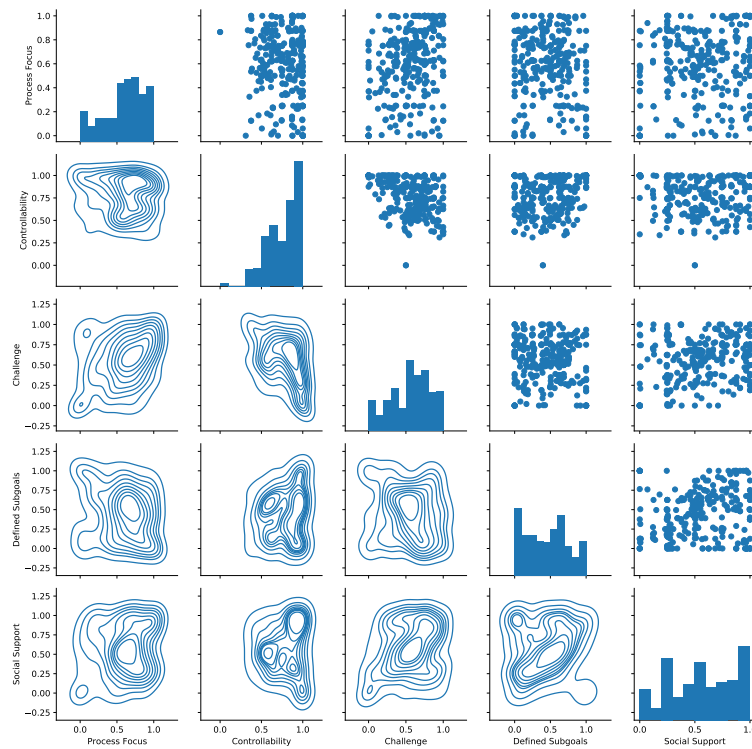 1.0
0.8
0.6
0.4
0.2
0.0
Process Focus
1.00
0.75
0.50
0.25
0.00
Controllability
1.25
1.00
0.75
0.50
0.25
0.00
−0.25
Challenge
1.25
1.00
0.75
0.50
0.25
0.00
−0.25
Defined Subgoals
1.25
1.00
0.75
0.50
0.25
0.00
−0.25
Social Support
0.0 0.5 1.0
Process Focus
0.0 0.5 1.0
Controllability
0.0 0.5 1.0
Challenge
0.0 0.5 1.0
Defined Subgoals
0.0 0.5
Social Support